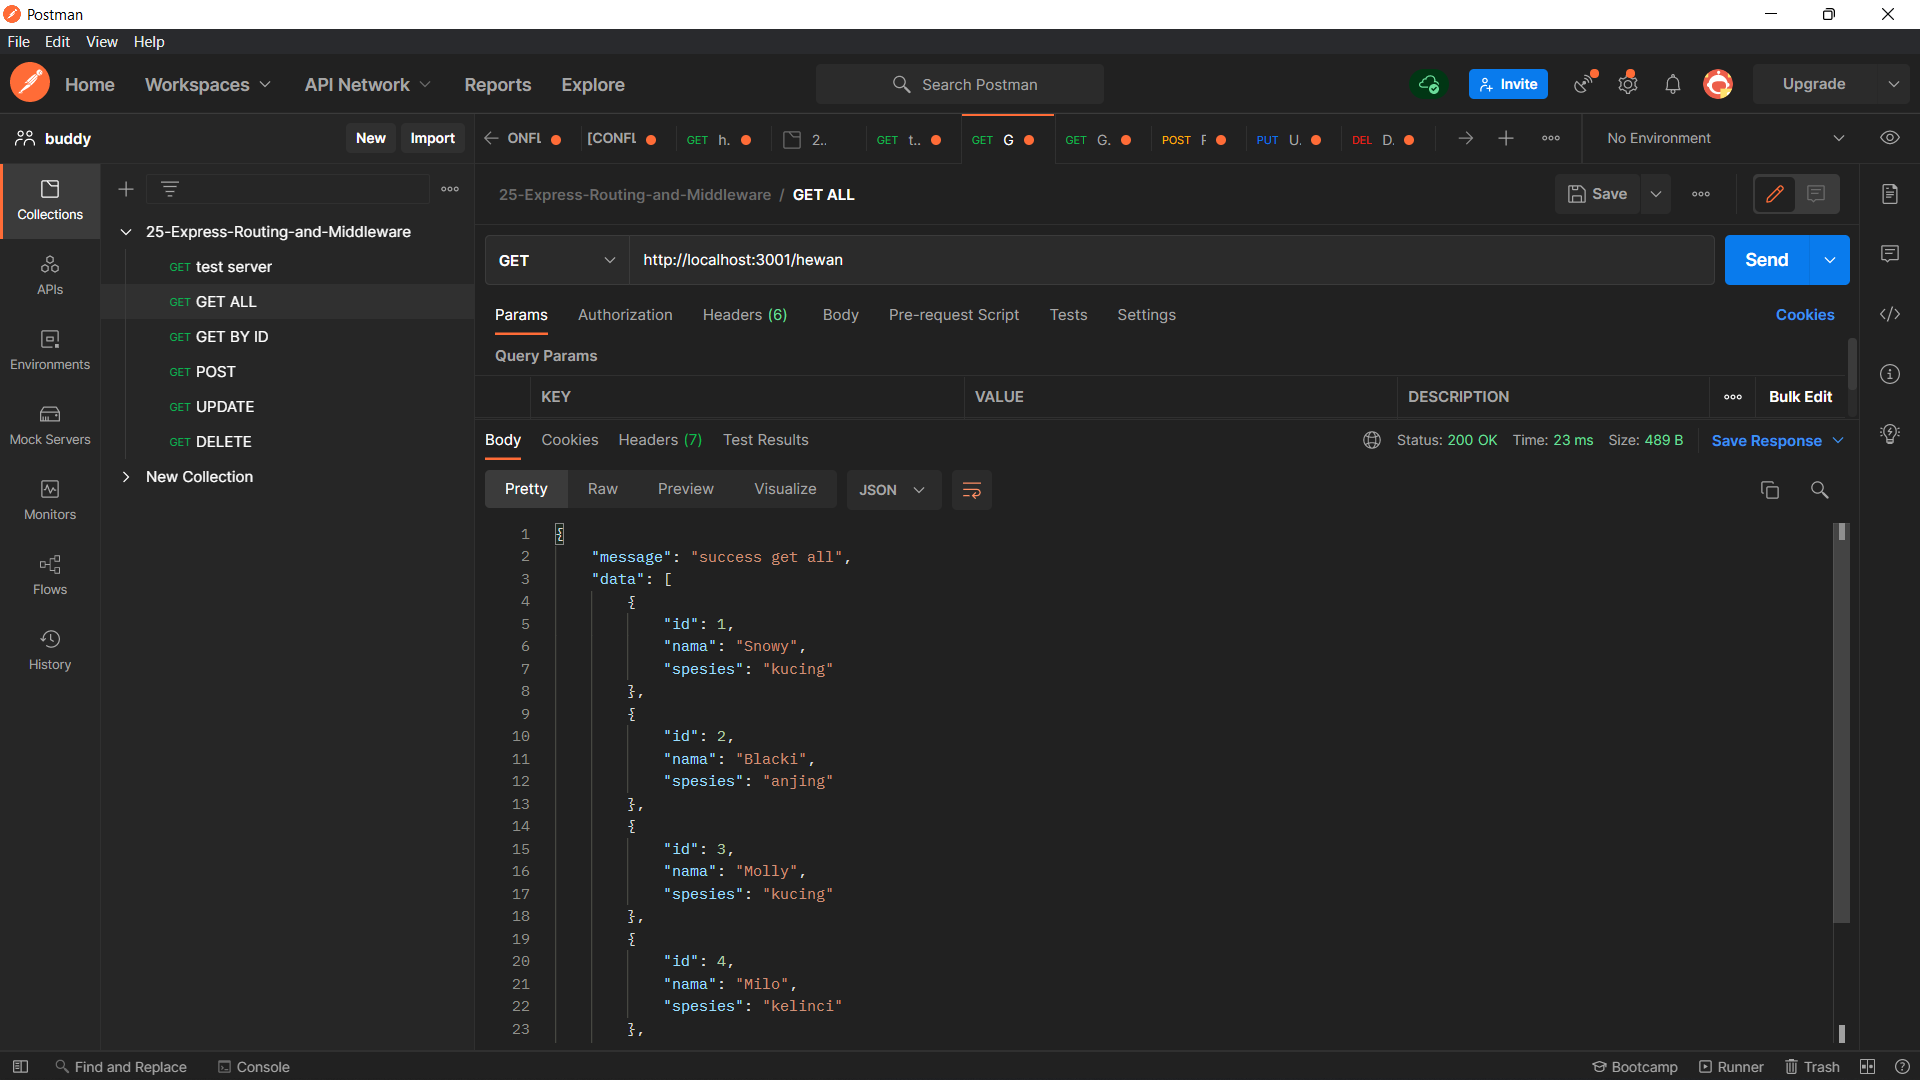 Postman
File Edit View Help
Home Workspaces API Network Reports Explore Search Postman Invite Upgrade
buddy New Import ONFL [CONFL GET h. 2.. GET t.. GET G GET G. POST F PUT U. DEL D. No Environment
25-Express-Routing-and-Middleware / GET ALL Save
Collections
APIs
Environments
Mock Servers
Monitors
Flows
History
25-Express-Routing-and-Middleware
GET test server
GET GET ALL
GET GET BY ID
GET POST
GET UPDATE
GET DELETE
New Collection
GET http://localhost:3001/hewan Send
Params Authorization Headers (6) Body Pre-request Script Tests Settings Cookies
Query Params
KEY VALUE DESCRIPTION Bulk Edit
Body Cookies Headers (7) Test Results Status: 200 OK Time: 23 ms Size: 489 B Save Response
Pretty Raw Preview Visualize JSON
1 {
2 "message": "success get all",
3 "data": [
4 {
5 "id": 1,
6 "nama": "Snowy",
7 "spesies": "kucing"
8 },
9 {
10 "id": 2,
11 "nama": "Blacki",
12 "spesies": "anjing"
13 },
14 {
15 "id": 3,
16 "nama": "Molly",
17 "spesies": "kucing"
18 },
19 {
20 "id": 4,
21 "nama": "Milo",
22 "spesies": "kelinci"
23 },
Find and Replace Console Bootcamp Runner Trash